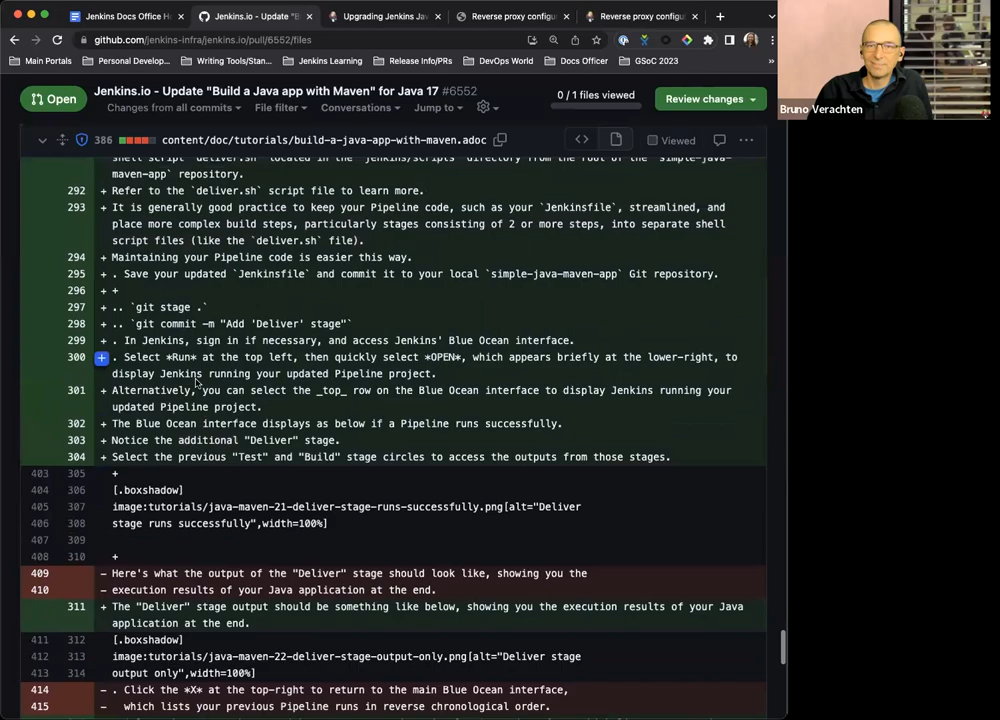 Jenkins Docs Office H
Jenkins.io - Update "B
Upgrading Jenkins Jav
Reverse proxy configu
Reverse proxy configu
github.com/jenkins-infra/jenkins.io/pull/6552/files
Main Portals
Personal Develop...
Writing Tools/Stan...
Jenkins Learning
Release Info/PRs
DevOps World
Docs Officer
GSoC 2023
Bruno Verachten
Open
Jenkins.io - Update "Build a Java app with Maven" for Java 17 #6552
Changes from all commits
File filter
Conversations
Jump to
0 / 1 files viewed
Review changes
386
content/doc/tutorials/build-a-java-app-with-maven.adoc
Viewed
shell script `deliver.sh` located in the `jenkins/scripts` directory from the root of the `simple-java-
maven-app` repository.
292 + Refer to the `deliver.sh` script file to learn more.
293 + It is generally good practice to keep your Pipeline code, such as your `Jenkinsfile`, streamlined, and
place more complex build steps, particularly stages consisting of 2 or more steps, into separate shell
script files (like the `deliver.sh` file).
294 + Maintaining your Pipeline code is easier this way.
295 + . Save your updated `Jenkinsfile` and commit it to your local `simple-java-maven-app` Git repository.
296 + +
297 + .. `git stage .`
298 + .. `git commit -m "Add 'Deliver' stage"`
299 + . In Jenkins, sign in if necessary, and access Jenkins' Blue Ocean interface.
300 + . Select *Run* at the top left, then quickly select *OPEN*, which appears briefly at the lower-right, to
display Jenkins running your updated Pipeline project.
301 + Alternatively, you can select the _top_ row on the Blue Ocean interface to display Jenkins running your
updated Pipeline project.
302 + The Blue Ocean interface displays as below if a Pipeline runs successfully.
303 + Notice the additional "Deliver" stage.
304 + Select the previous "Test" and "Build" stage circles to access the outputs from those stages.
403 305 +
404 306 [.boxshadow]
405 307 image:tutorials/java-maven-21-deliver-stage-runs-successfully.png[alt="Deliver
406 308 stage runs successfully",width=100%]
407 309
408 310 +
409 - Here's what the output of the "Deliver" stage should look like, showing you the
410 - execution results of your Java application at the end.
311 + The "Deliver" stage output should be something like below, showing you the execution results of your Java
application at the end.
411 312 [.boxshadow]
412 313 image:tutorials/java-maven-22-deliver-stage-output-only.png[alt="Deliver stage
413 314 output only",width=100%]
414 - . Click the *X* at the top-right to return to the main Blue Ocean interface,
415 - which lists your previous Pipeline runs in reverse chronological order.